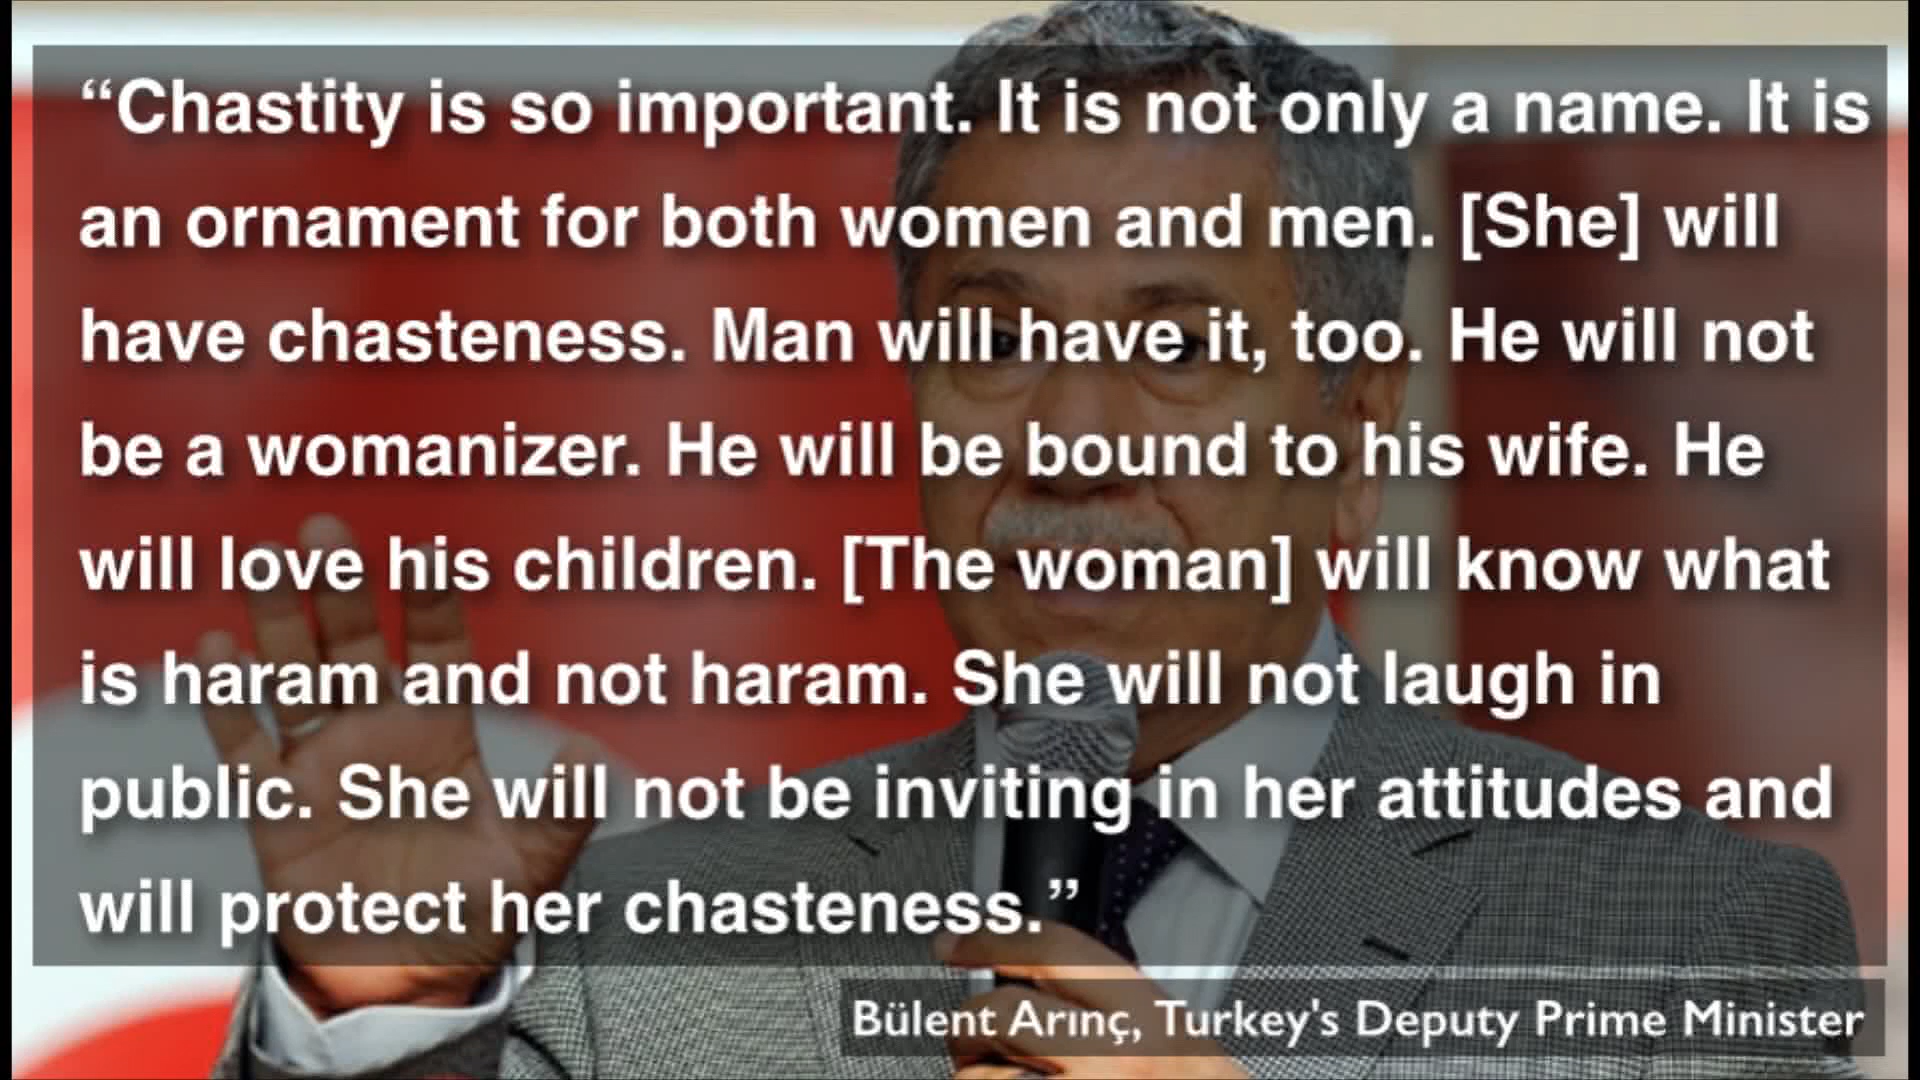 “Chastity is so important. It is not only a name. It is
an ornament for both women and men. [She] will
have chasteness. Man will have it, too. He will not
be a womanizer. He will be bound to his wife. He
will love his children. [The woman] will know what
is haram and not haram. She will not laugh in
public. She will not be inviting in her attitudes and
will protect her chasteness.”
Bülent Arınç, Turkey's Deputy Prime Minister